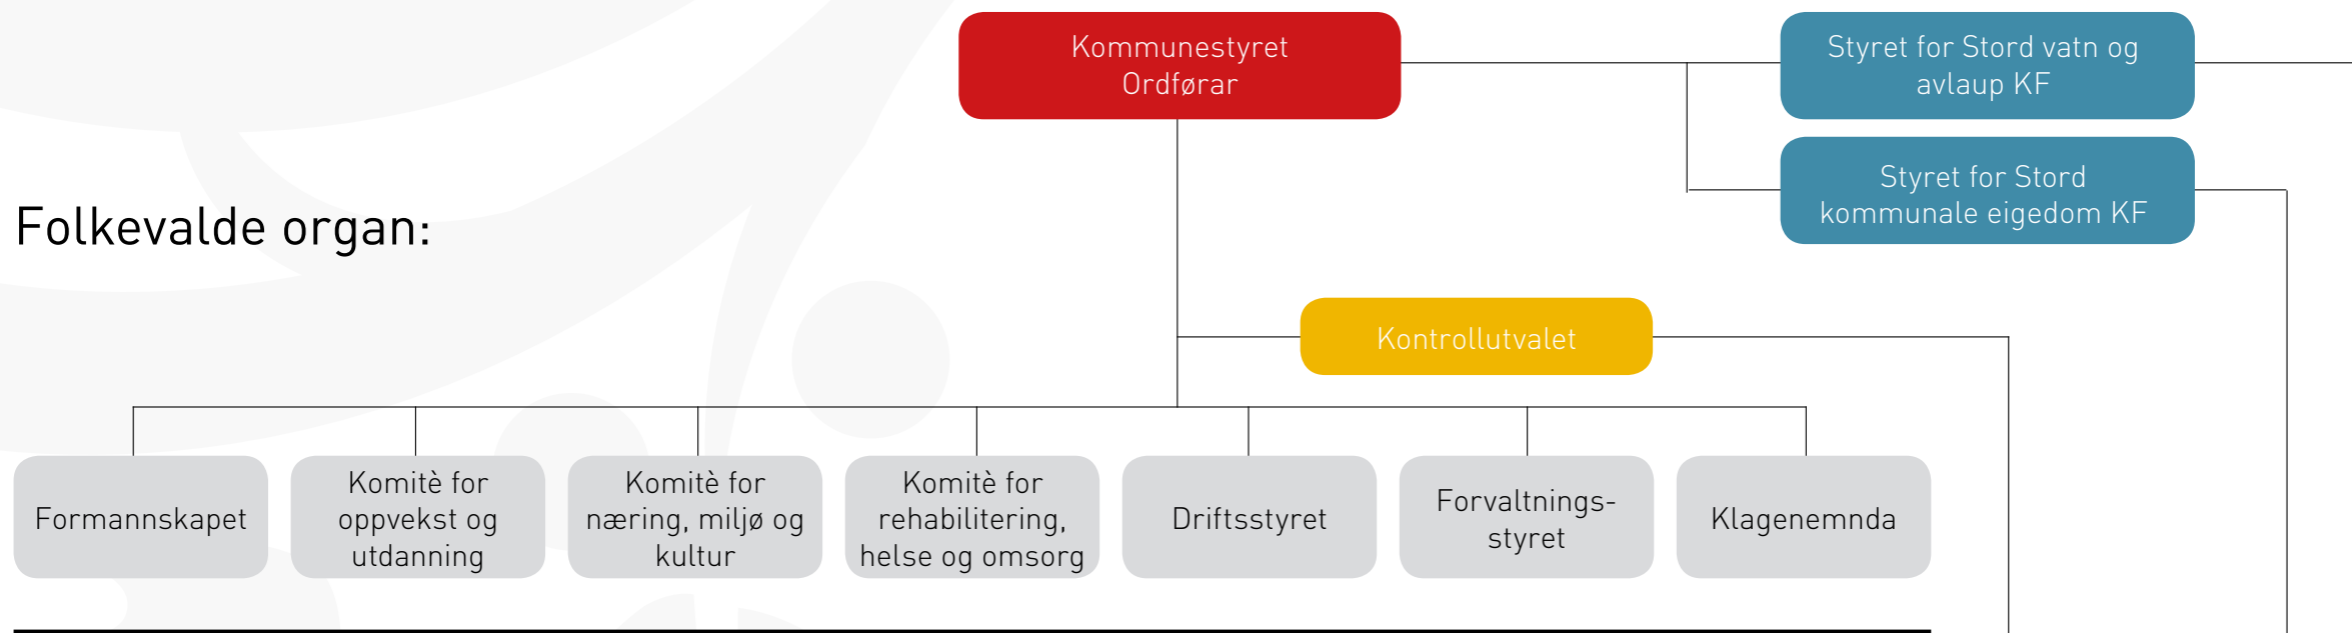 Kommunestyret
Ordførar
Styret for Stord vatn og
avlaup KF
Styret for Stord
kommunale eigedom KF
Folkevalde organ:
Kontrollutvalet
Formannskapet
Komitè for
oppvekst og
utdanning
Komitè for
næring, miljø og
kultur
Komitè for
rehabilitering,
helse og omsorg
Driftsstyret
Forvaltnings-
styret
Klagenemnda